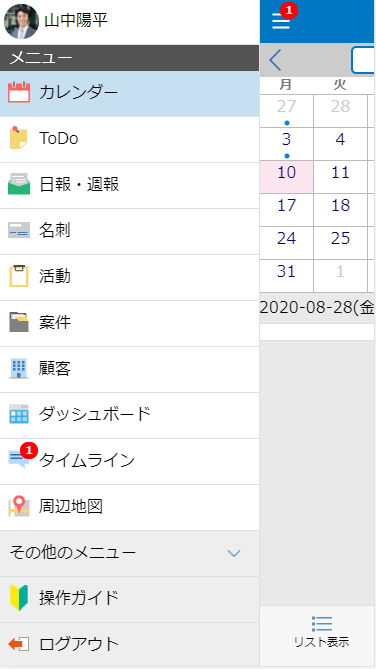 山中陽平
メニュー
カレンダー
ToDo
日報・週報
名刺
活動
案件
顧客
ダッシュボード
1
タイムライン
周辺地図
その他のメニュー
操作ガイド
ログアウト
1
月 火
27 28
3 4
10 11
17 18
24 25
31 1
2020-08-28(金
リスト表示